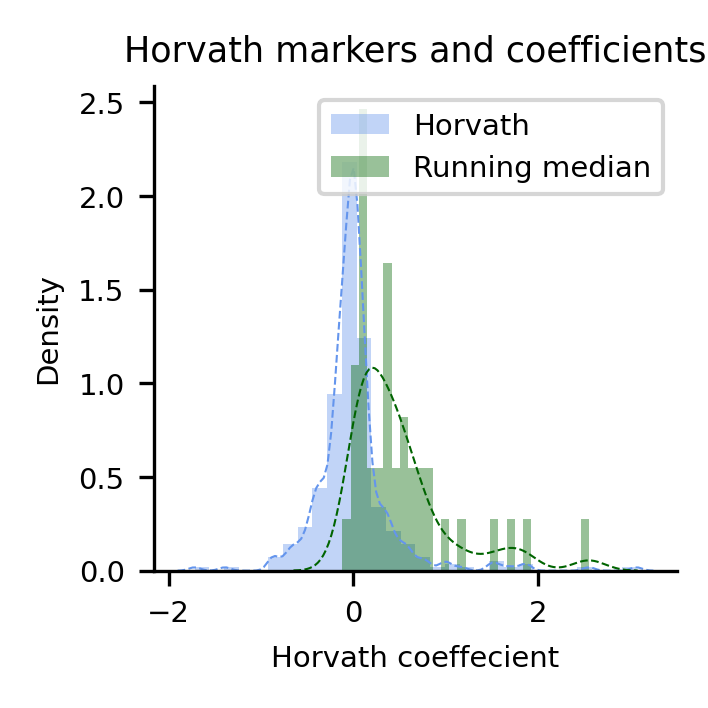 Horvath markers and coefficients
2.5
2.0
1.5
1.0
0.5
0.0
Density
Horvath
Running median
−2
0
2
Horvath coeffecient